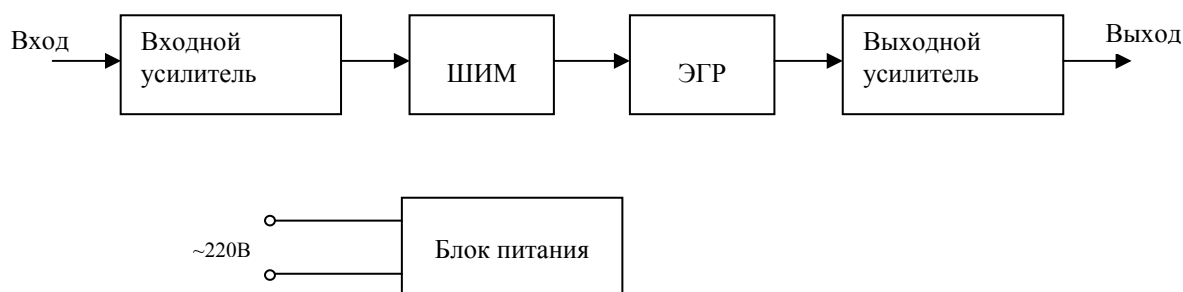 Вход
Входной
усилитель
ШИМ
ЭГР
Выходной
усилитель
Выход
~220В
Блок питания